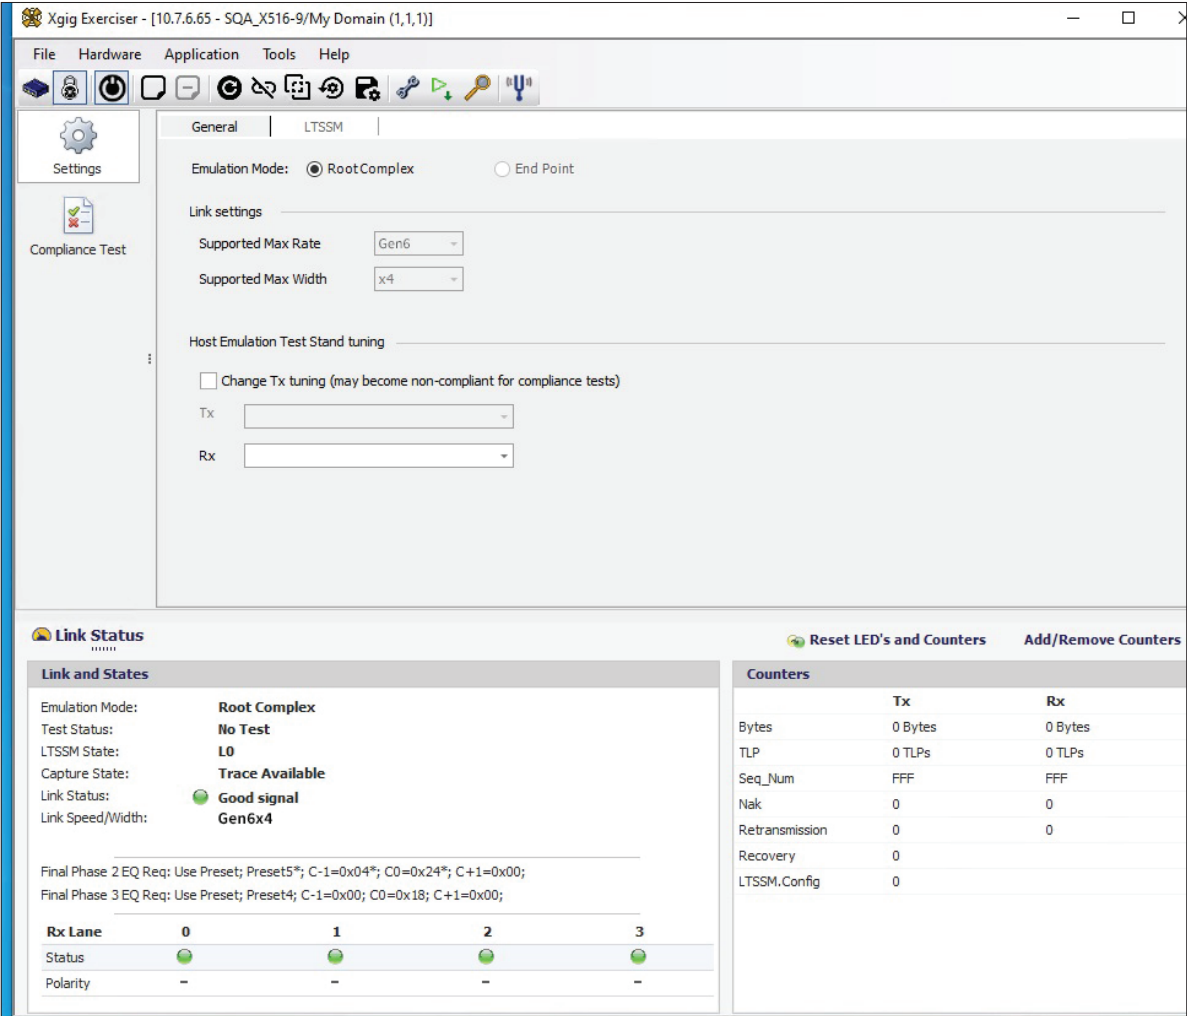 Xgig Exerciser - [10.7.6.65 - SQA_X516-9/My Domain (1,1,1)]
File Hardware Application Tools Help
Settings
Compliance Test
General LTSSM
Emulation Mode: RootComplex End Point
Link settings
Supported Max Rate Gen6
Supported Max Width x4
Host Emulation Test Stand tuning
Change Tx tuning (may become non-compliant for compliance tests)
Tx
Rx
Link Status
Reset LED's and Counters Add/Remove Counters
Link and States
Emulation Mode: Root Complex
Test Status: No Test
LTSSM State: L0
Capture State: Trace Available
Link Status: Good signal
Link Speed/Width: Gen6x4
Final Phase 2 EQ Req: Use Preset; Preset5*; C-1=0x04*; C0=0x24*; C+1=0x00;
Final Phase 3 EQ Req: Use Preset; Preset4; C-1=0x00; C0=0x18; C+1=0x00;
Rx Lane 0 1 2 3
Status
Polarity – – – –
Counters
Tx Rx
Bytes 0 Bytes 0 Bytes
TLP 0 TLPs 0 TLPs
Seq_Num FFF FFF
Nak 0 0
Retransmission 0 0
Recovery 0
LTSSM.Config 0